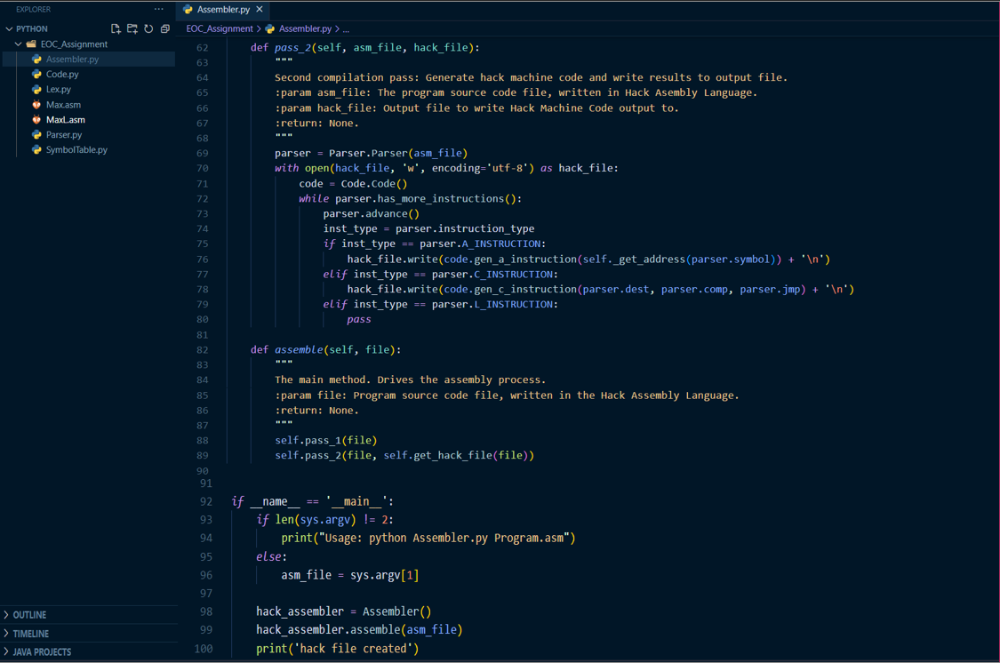 EXPLORER
···
Assembler.py
PYTHON
EOC_Assignment > Assembler.py > ...
EOC_Assignment
Assembler.py
Code.py
Lex.py
Max.asm
MaxL.asm
Parser.py
SymbolTable.py
62 def pass_2(self, asm_file, hack_file):
63 """
64 Second compilation pass: Generate hack machine code and write results to output file.
65 :param asm_file: The program source code file, written in Hack Asembly Language.
66 :param hack_file: Output file to write Hack Machine Code output to.
67 :return: None.
68 """
69 parser = Parser.Parser(asm_file)
70 with open(hack_file, 'w', encoding='utf-8') as hack_file:
71 code = Code.Code()
72 while parser.has_more_instructions():
73 parser.advance()
74 inst_type = parser.instruction_type
75 if inst_type == parser.A_INSTRUCTION:
76 hack_file.write(code.gen_a_instruction(self._get_address(parser.symbol)) + '\n')
77 elif inst_type == parser.C_INSTRUCTION:
78 hack_file.write(code.gen_c_instruction(parser.dest, parser.comp, parser.jmp) + '\n')
79 elif inst_type == parser.L_INSTRUCTION:
80 pass
81
82 def assemble(self, file):
83 """
84 The main method. Drives the assembly process.
85 :param file: Program source code file, written in the Hack Assembly Language.
86 :return: None.
87 """
88 self.pass_1(file)
89 self.pass_2(file, self.get_hack_file(file))
90
91
92 if __name__ == '__main__':
93 if len(sys.argv) != 2:
94 print("Usage: python Assembler.py Program.asm")
95 else:
96 asm_file = sys.argv[1]
97
98 hack_assembler = Assembler()
99 hack_assembler.assemble(asm_file)
100 print('hack file created')
OUTLINE
TIMELINE
JAVA PROJECTS